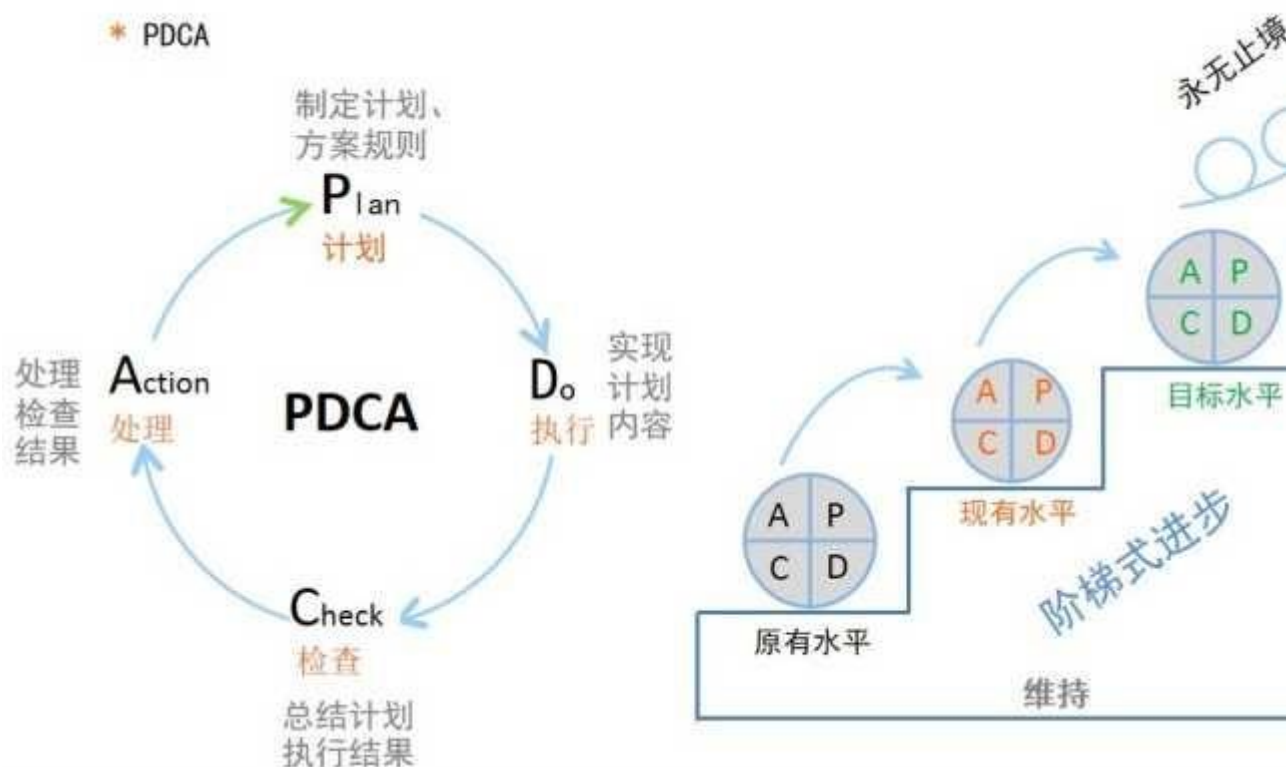 * PDCA
制定计划、
方案规则
Plan
计划
Do
执行
实现
计划
内容
Check
检查
总结计划
执行结果
Action
处理
处理
检查
结果
PDCA
A P
C D
原有水平
A P
C D
现有水平
A P
C D
目标水平
永无止境
阶梯式进步
维持